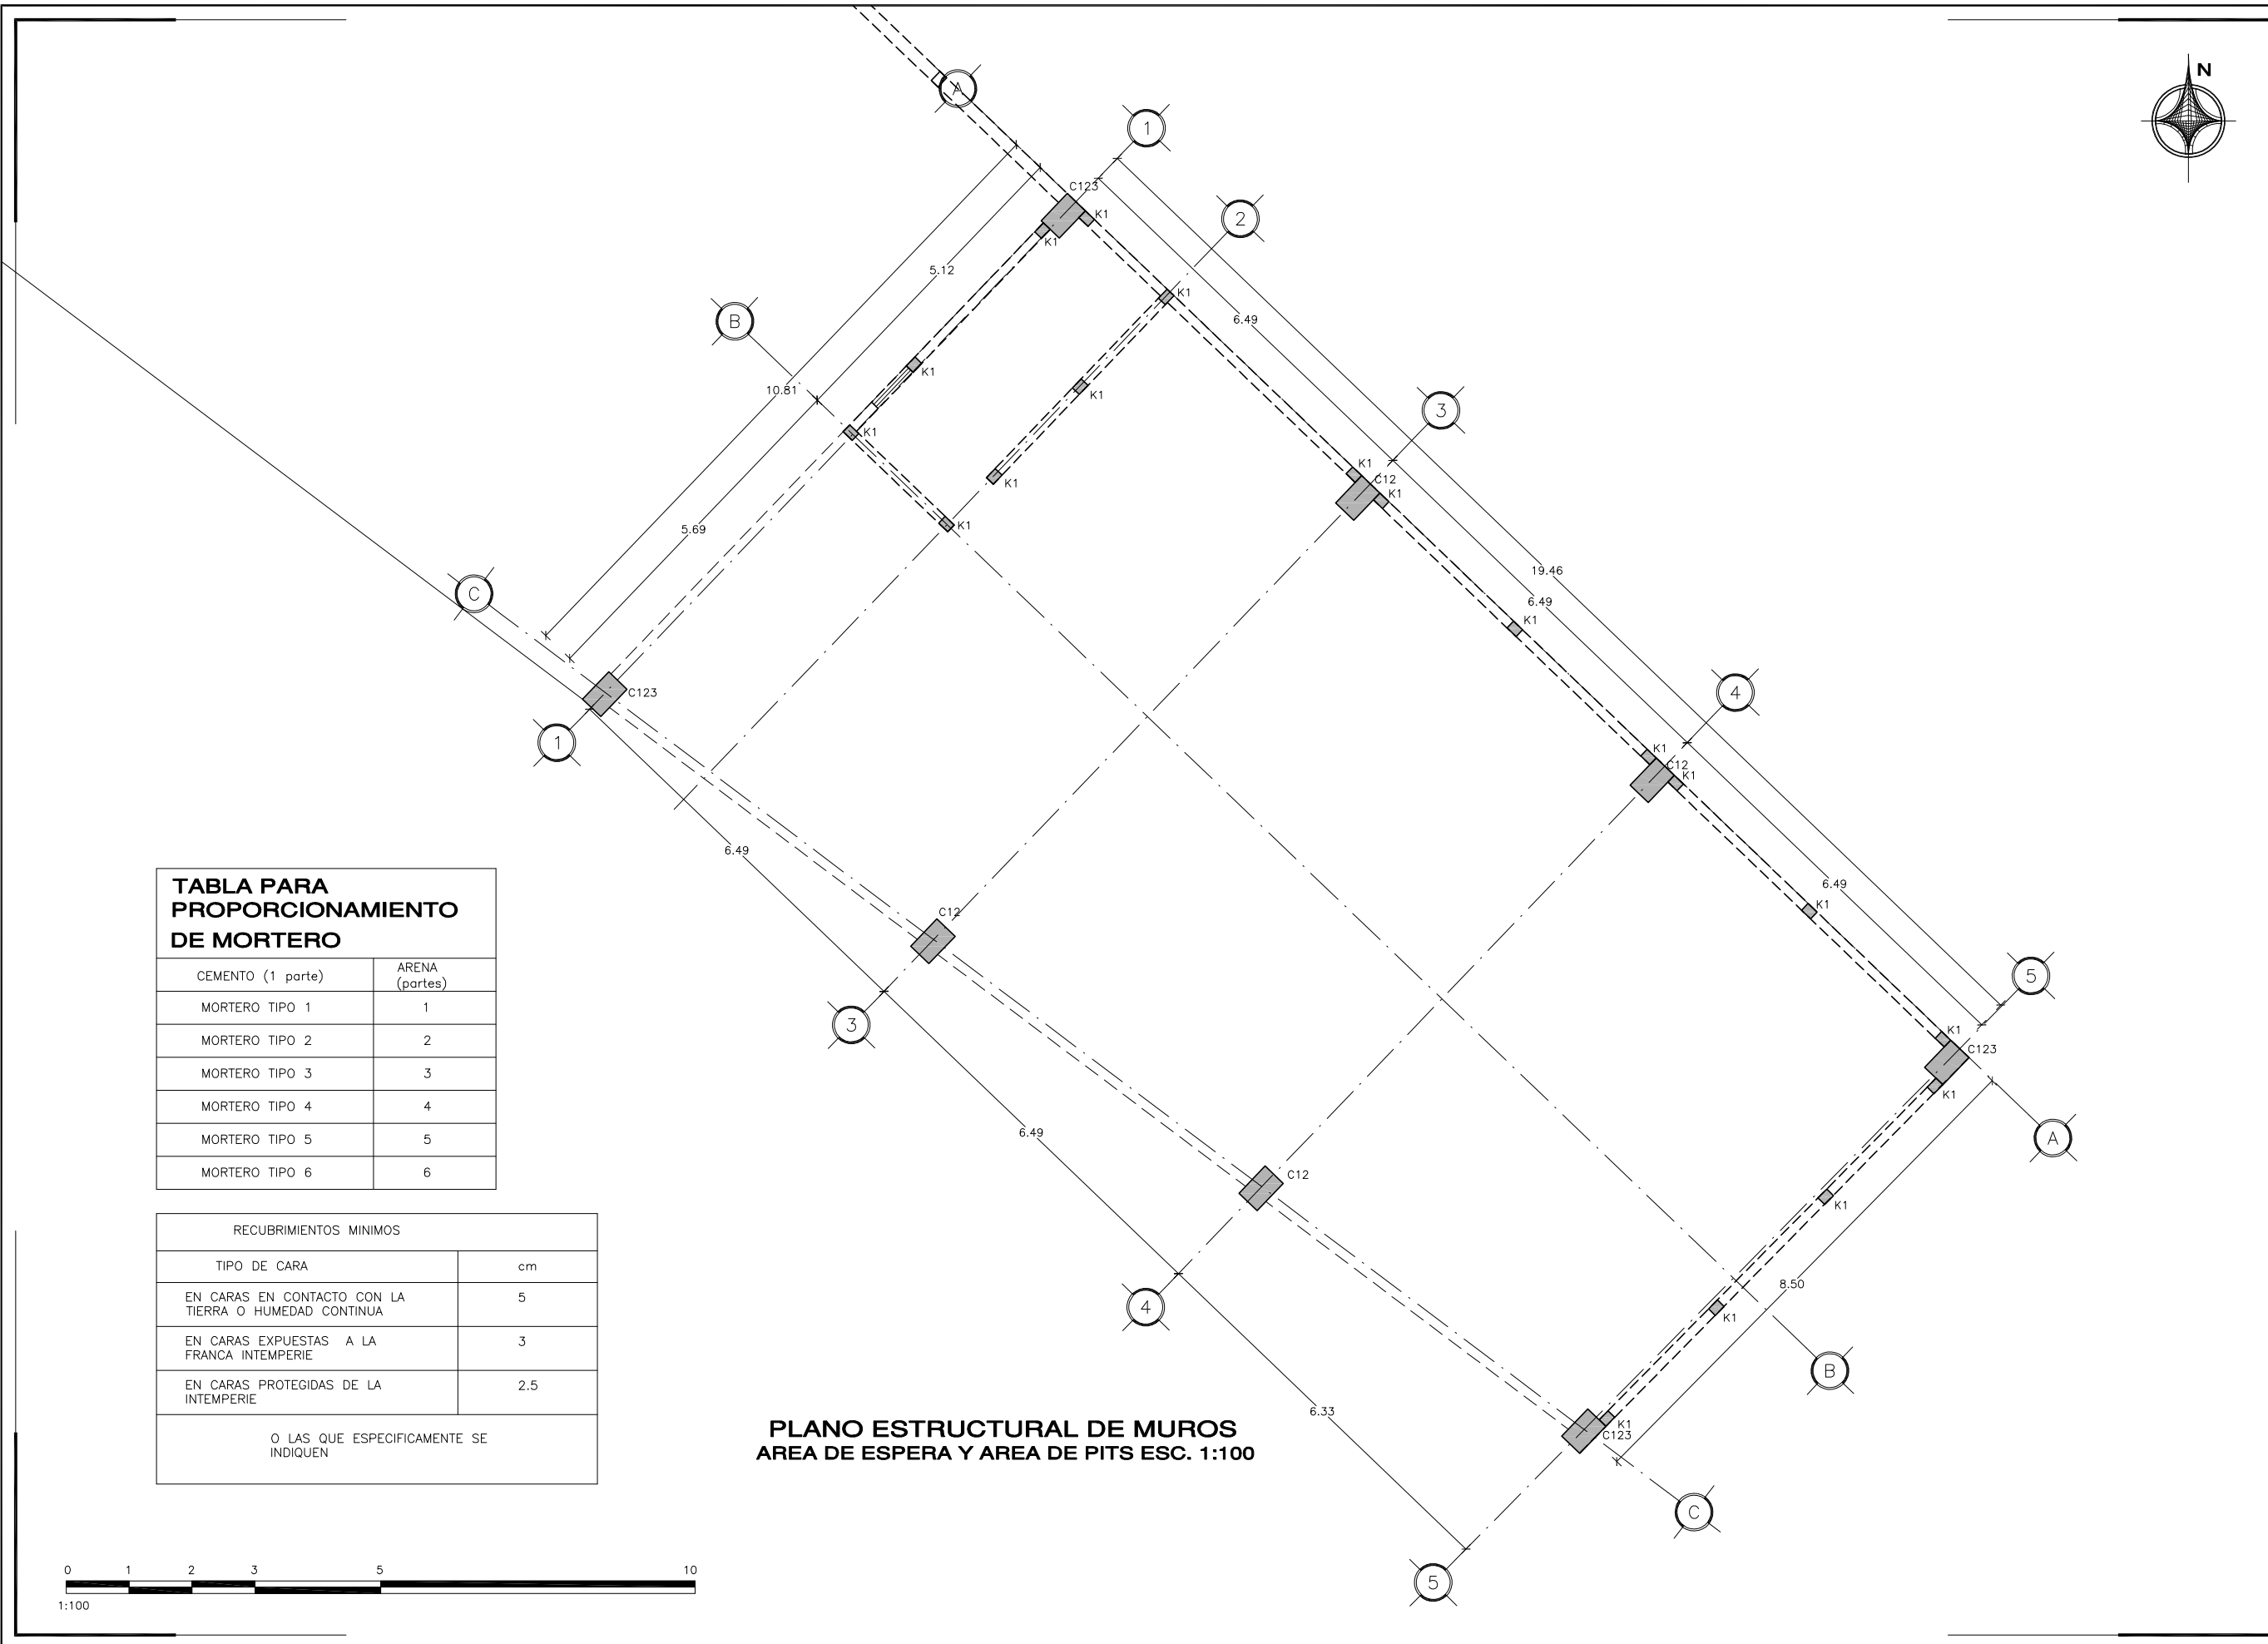 N
A
1
C123
K1
K1
2
5.12
K1
6.49
B
K1
10.81
K1
3
K1
K1
C12
K1
K1
K1
5.69
19.46
C
6.49
K1
C123
4
1
K1
C12
K1
6.49
6.49
K1
C12
5
3
K1
C123
K1
6.49
A
C12
K1
4
8.50
K1
B
6.33
K1
C123
C
5
TABLA PARA
PROPORCIONAMIENTO
DE MORTERO
CEMENTO (1 parte) ARENA
(partes)
MORTERO TIPO 1 1
MORTERO TIPO 2 2
MORTERO TIPO 3 3
MORTERO TIPO 4 4
MORTERO TIPO 5 5
MORTERO TIPO 6 6
RECUBRIMIENTOS MINIMOS
TIPO DE CARA cm
EN CARAS EN CONTACTO CON LA 5
TIERRA O HUMEDAD CONTINUA
EN CARAS EXPUESTAS A LA 3
FRANCA INTEMPERIE
EN CARAS PROTEGIDAS DE LA 2.5
INTEMPERIE
O LAS QUE ESPECIFICAMENTE SE
INDIQUEN
PLANO ESTRUCTURAL DE MUROS
AREA DE ESPERA Y AREA DE PITS ESC. 1:100
0 1 2 3 5 10
1:100